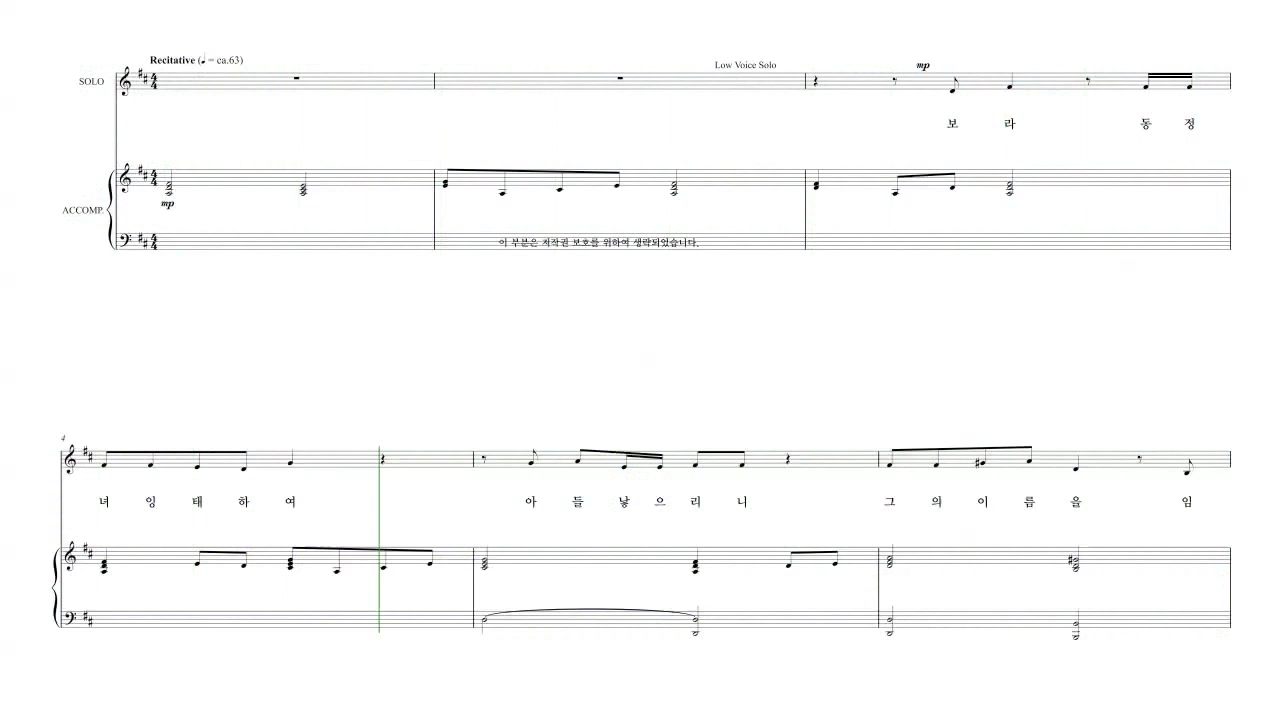 Recitative (♩ = ca.63)
Low Voice Solo
mp
SOLO
보 라 동 정
mp
ACCOMP.
이 부분은 저작권 보호를 위하여 생략되었습니다.
4
녀 잉 태 하 여 아 들 낳 으 리 니 그 의 이 름 을 임